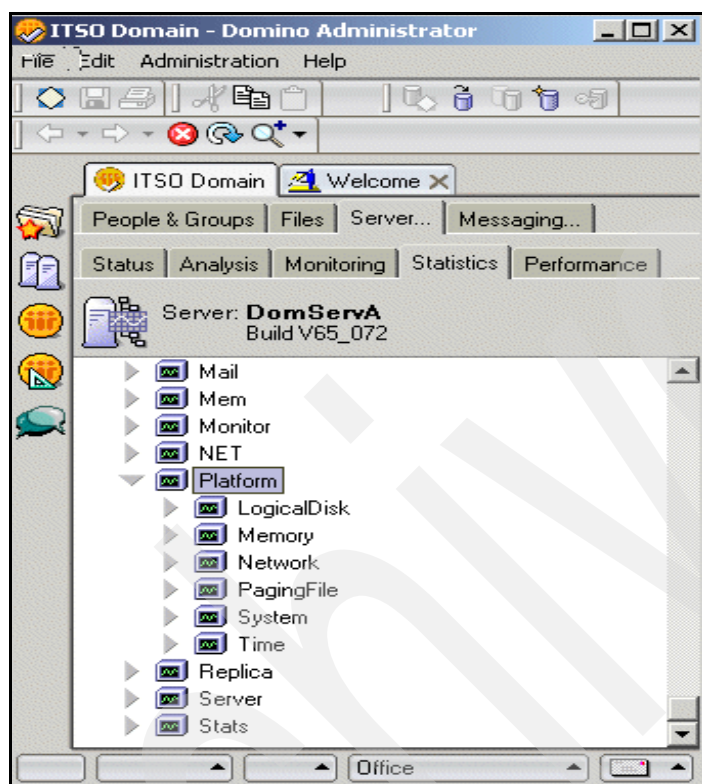 ITSO Domain - Domino Administrator
File Edit Administration Help
ITSO Domain Welcome
People & Groups Files Server... Messaging...
Status Analysis Monitoring Statistics Performance
Server: DomServA
Build V65_072
Mail
Mem
Monitor
NET
Platform
LogicalDisk
Memory
Network
PagingFile
System
Time
Replica
Server
Stats
Office